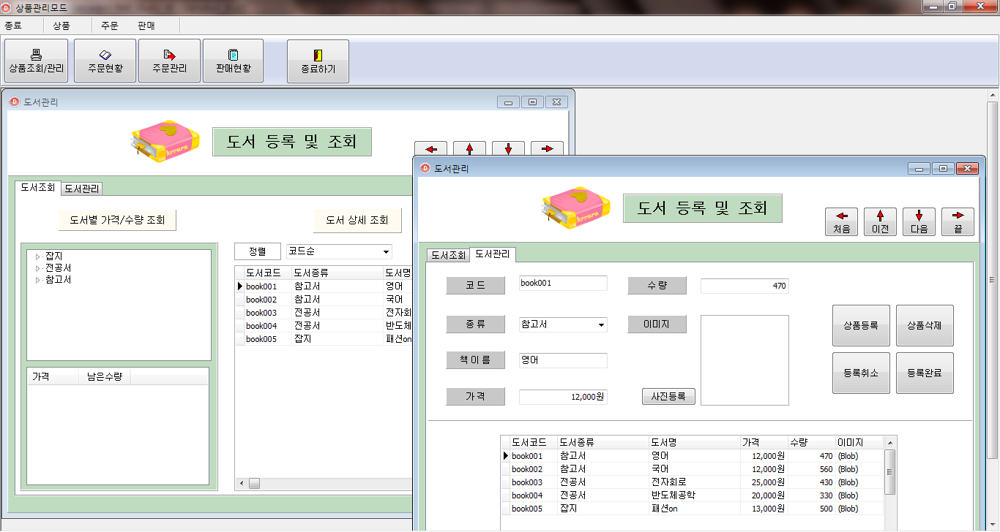 상품관리모드
종료 상품 주문 판매
상품조회/관리 주문현황 주문관리 판매현황 종료하기
도서관리
도서 등록 및 조회
도서조회 도서관리
도서별 가격/수량 조회 도서 상세 조회
잡지
전공서
참고서
정렬 코드순
도서코드 도서종류 도서명
book001 참고서 영어
book002 참고서 국어
book003 전공서 전자회
book004 전공서 반도체
book005 잡지 패션on
가격 남은수량
도서관리
도서 등록 및 조회
처음 이전 다음 끝
도서조회 도서관리
코드 book001 수량 470
종류 참고서 이미지
책이름 영어
가격 12,000원 사진등록
상품등록 상품삭제
등록취소 등록완료
도서코드 도서종류 도서명 가격 수량 이미지
book001 참고서 영어 12,000원 470 (Blob)
book002 참고서 국어 12,000원 560 (Blob)
book003 전공서 전자회로 25,000원 430 (Blob)
book004 전공서 반도체공학 20,000원 330 (Blob)
book005 잡지 패션on 13,000원 500 (Blob)